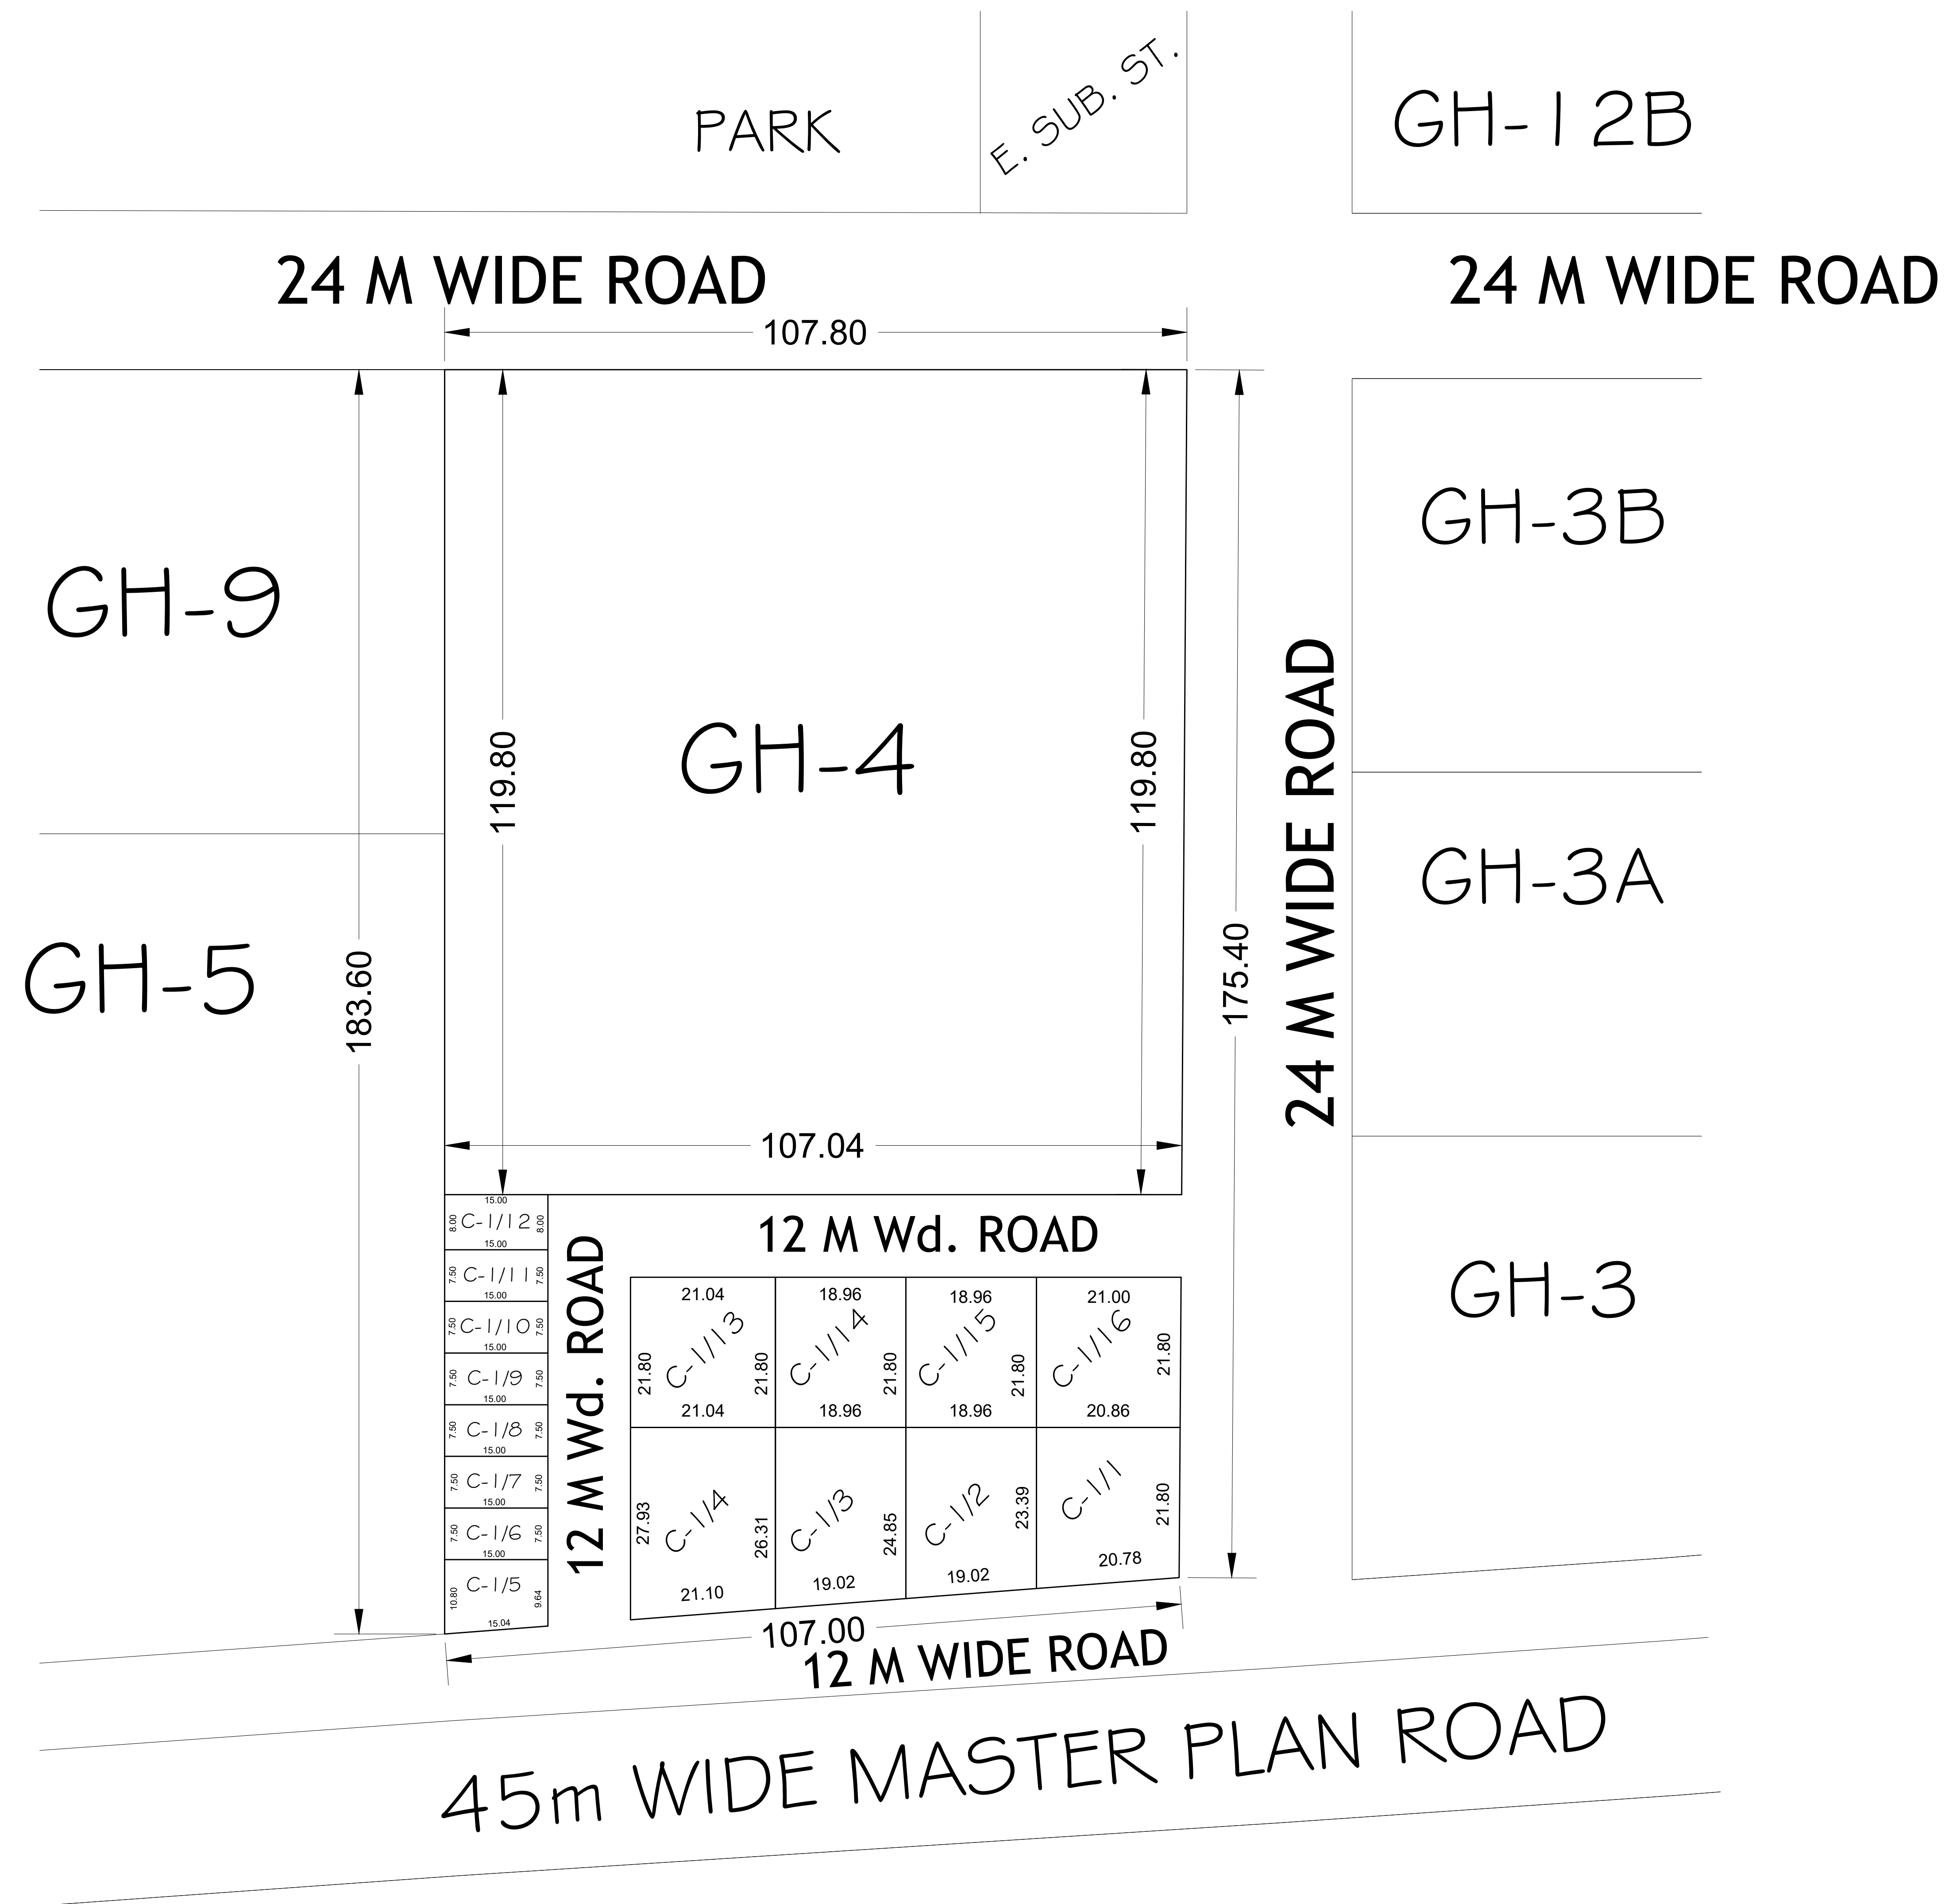 PARK
E. SUB. ST.
GH-12B
24 M WIDE ROAD
24 M WIDE ROAD
107.80
GH-9
GH-5
183.60
119.80
GH-4
119.80
107.04
175.40
24 M WIDE ROAD
GH-3B
GH-3A
GH-3
15.00
8.00
C-1/12
8.00
15.00
7.50
C-1/11
7.50
15.00
7.50
C-1/10
7.50
15.00
7.50
C-1/9
7.50
15.00
7.50
C-1/8
7.50
15.00
7.50
C-1/7
7.50
15.00
7.50
C-1/6
7.50
15.00
10.80
C-1/5
9.64
15.04
12 M Wd. ROAD
12 M Wd. ROAD
21.04
18.96
18.96
21.00
21.80
C-1/13
21.80
C-1/14
21.80
C-1/15
21.80
C-1/16
21.80
21.04
18.96
18.96
20.86
27.93
C-1/4
26.31
C-1/3
24.85
C-1/2
23.39
C-1/1
21.80
21.10
19.02
19.02
20.78
107.00
12 M WIDE ROAD
45m WIDE MASTER PLAN ROAD